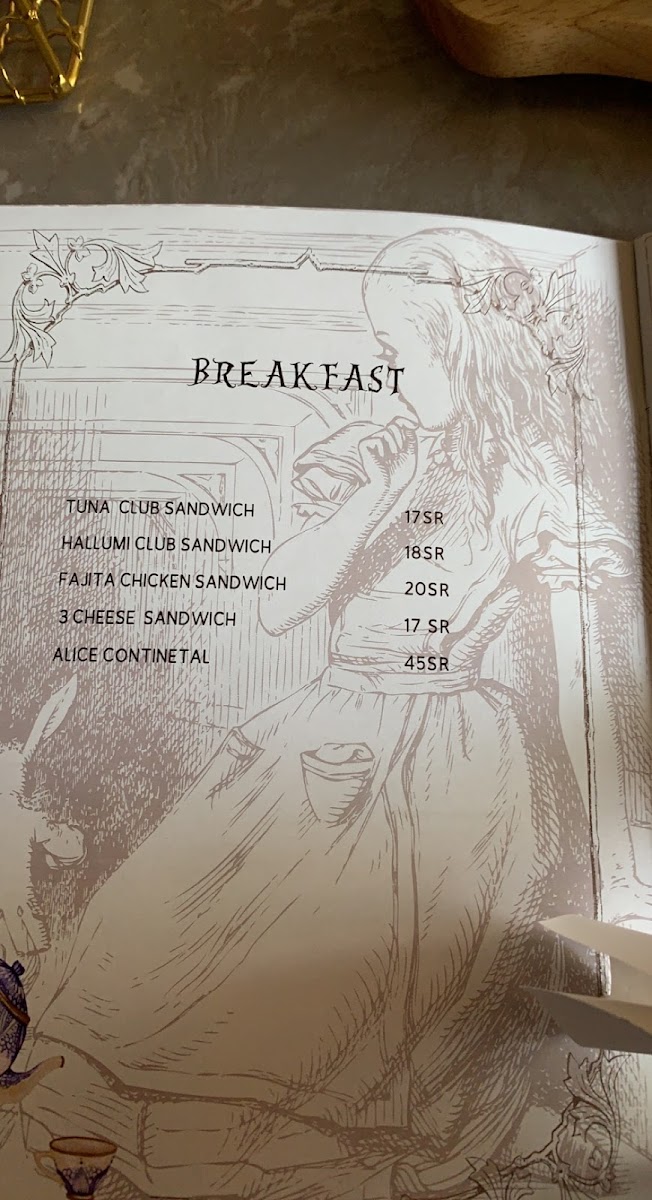 BREAKFAST
TUNA CLUB SANDWICH 17SR
HALLUMI CLUB SANDWICH 18SR
FAJITA CHICKEN SANDWICH 20SR
3 CHEESE SANDWICH 17 SR
ALICE CONTINETAL 45SR